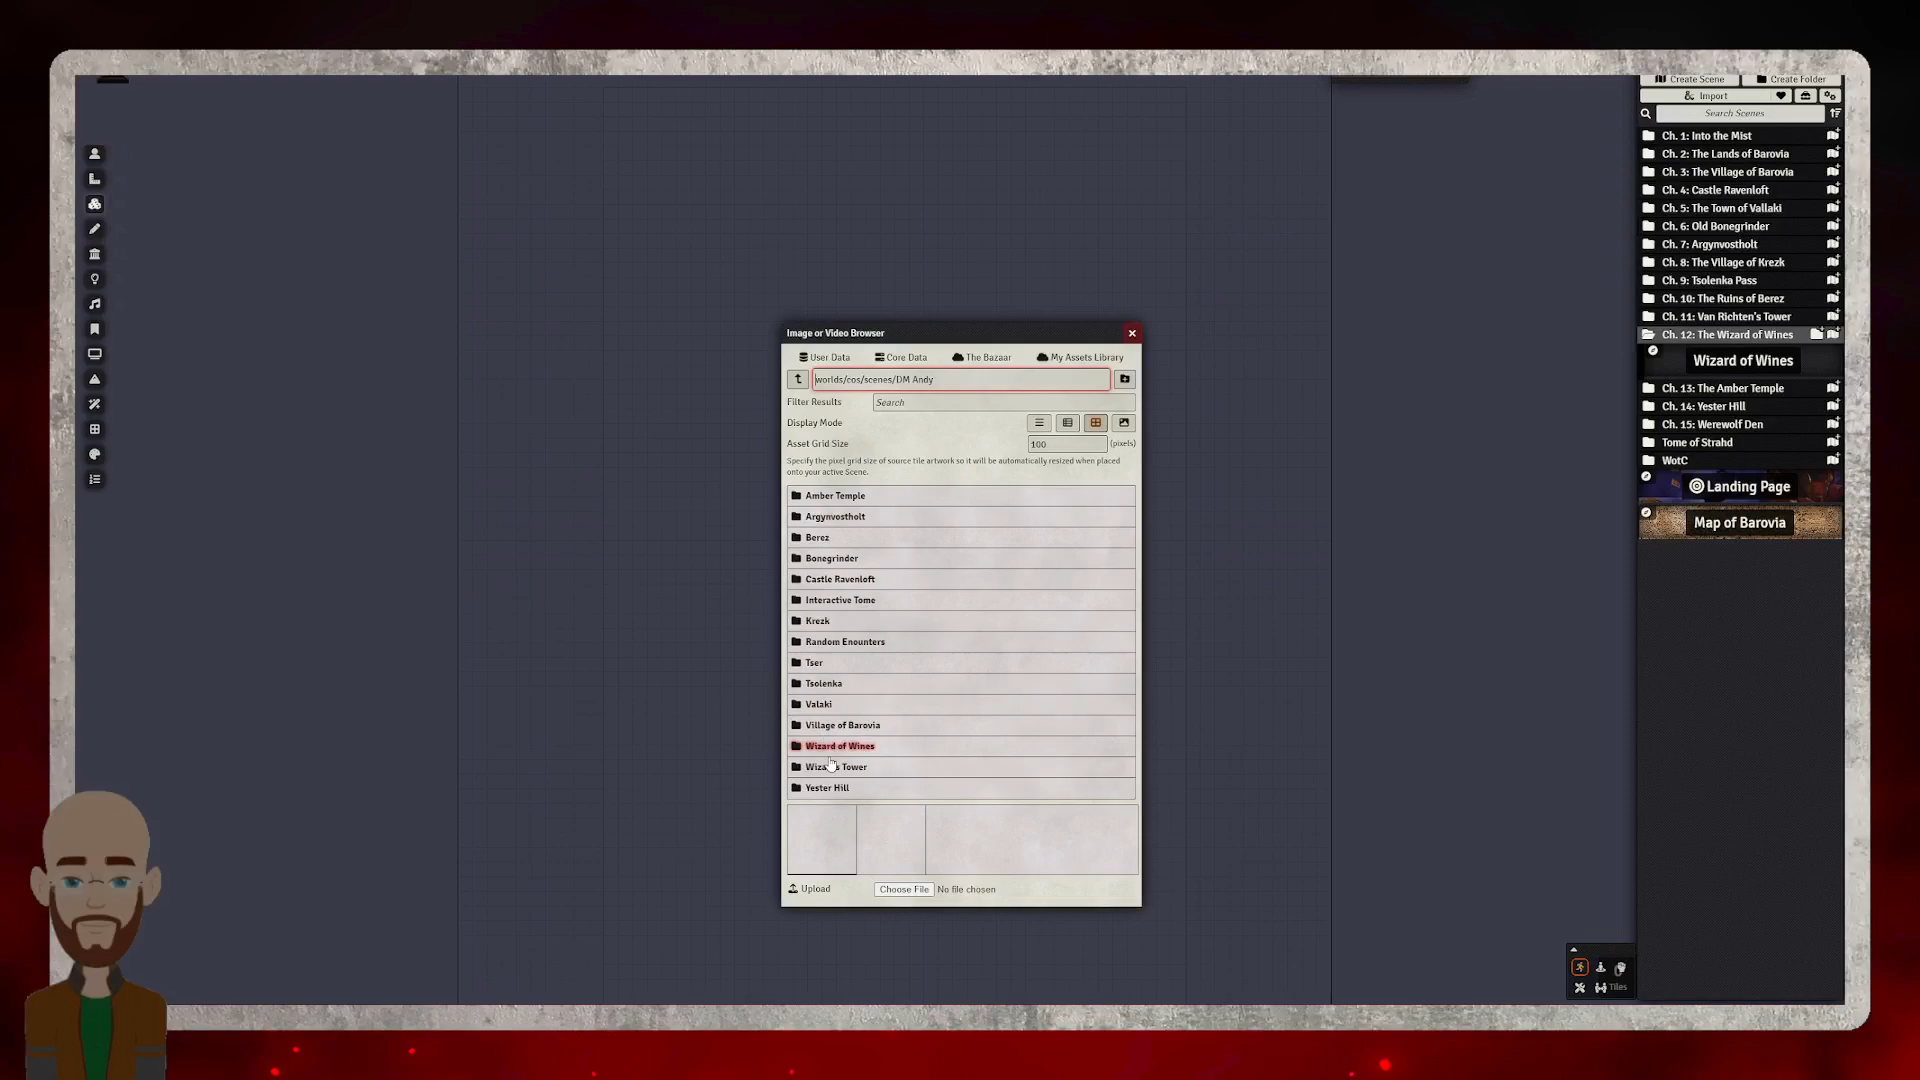 Create Scene
Create Folder
Import
Search Scenes
Ch. 1: Into the Mist
Ch. 2: The Lands of Barovia
Ch. 3: The Village of Barovia
Ch. 4: Castle Ravenloft
Ch. 5: The Town of Vallaki
Ch. 6: Old Bonegrinder
Ch. 7: Argynvostholt
Ch. 8: The Village of Krezk
Ch. 9: Tsolenka Pass
Ch. 10: The Ruins of Berez
Ch. 11: Van Richten's Tower
Ch. 12: The Wizard of Wines
Wizard of Wines
Ch. 13: The Amber Temple
Ch. 14: Yester Hill
Ch. 15: Werewolf Den
Tome of Strahd
WotC
Landing Page
Map of Barovia
Image or Video Browser
User Data
Core Data
The Bazaar
My Assets Library
worlds/cos/scenes/DM Andy
Filter Results
Search
Display Mode
Asset Grid Size
100
(pixels)
Specify the pixel grid size of source tile artwork so it will be automatically resized when placed
onto your active Scene.
Amber Temple
Argynvostholt
Berez
Bonegrinder
Castle Ravenloft
Interactive Tome
Krezk
Random Enounters
Tser
Tsolenka
Valaki
Village of Barovia
Wizard of Wines
Tower
Yester Hill
Upload
Choose File
No file chosen
Tiles